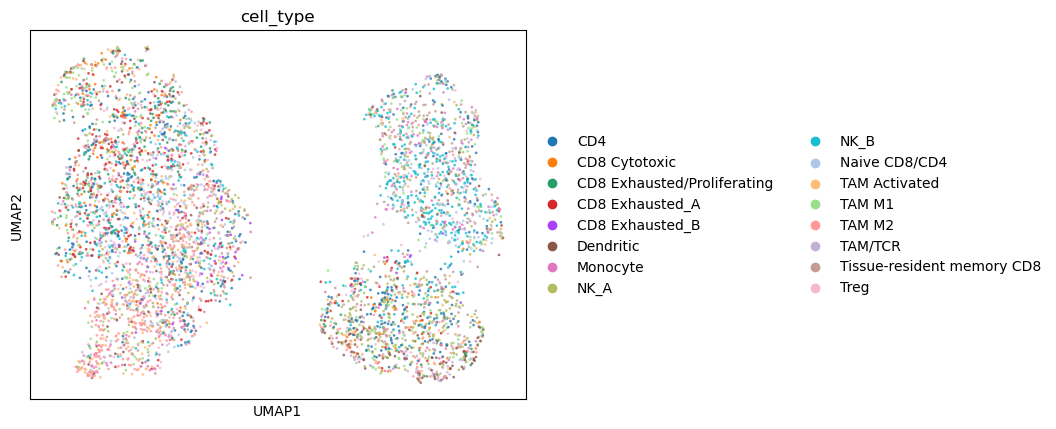 cell_type
UMAP2
UMAP1
CD4
CD8 Cytotoxic
CD8 Exhausted/Proliferating
CD8 Exhausted_A
CD8 Exhausted_B
Dendritic
Monocyte
NK_A
NK_B
Naive CD8/CD4
TAM Activated
TAM M1
TAM M2
TAM/TCR
Tissue-resident memory CD8
Treg